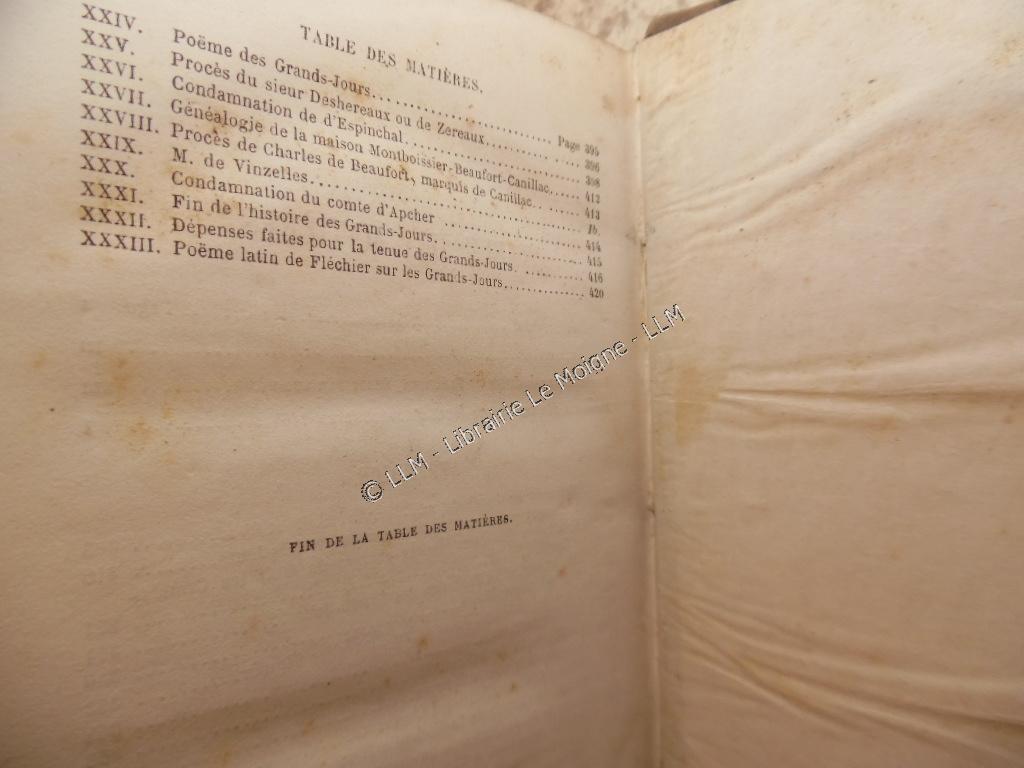 TABLE DES MATIÈRES.
XXIV. Poëme des Grands-Jours.............................. Page 395
XXV. Procès du sieur Deshereaux ou de Zereaux............... 396
XXVI. Condamnation de d'Espinchal........................... 398
XXVII. Généalogie de la maison Montboissier-Beaufort-Canillac..... 412
XXVIII. Procès de Charles de Beaufort, marquis de Canillac.. 413
XXIX. M. de Vinzelles................................. Ib.
XXX. Condamnation du comte d'Apcher .................. 414
XXXI. Fin de l'histoire des Grands-Jours...................... 415
XXXII. Dépenses faites pour la tenue des Grands-Jours. .......... 416
XXXIII. Poëme latin de Fléchier sur les Grands-Jours............... 420
© LLM - Librairie Le Moigne - LLM
FIN DE LA TABLE DES MATIÈRES.